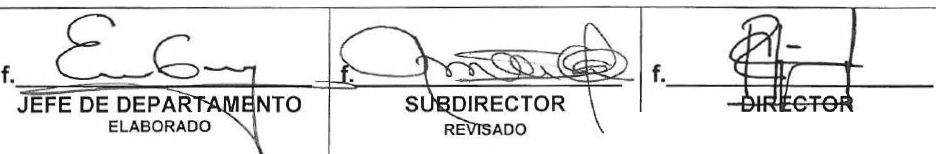 f. f. f.
JEFE DE DEPARTAMENTO SUBDIRECTOR DIRECTOR
ELABORADO REVISADO